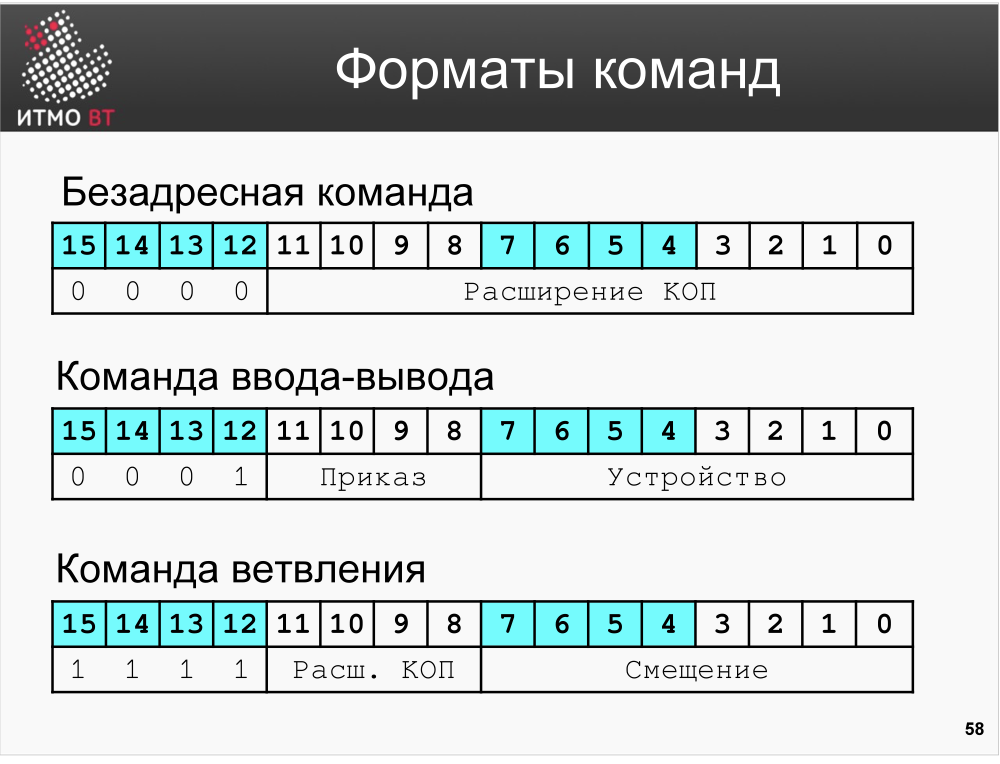 ИТМО ВТ
Форматы команд
Безадресная команда
15 14 13 12 11 10 9 8 7 6 5 4 3 2 1 0
0 0 0 0 Расширение КОП
Команда ввода-вывода
15 14 13 12 11 10 9 8 7 6 5 4 3 2 1 0
0 0 0 1 Приказ Устройство
Команда ветвления
15 14 13 12 11 10 9 8 7 6 5 4 3 2 1 0
1 1 1 1 Расш. КОП Смещение
58